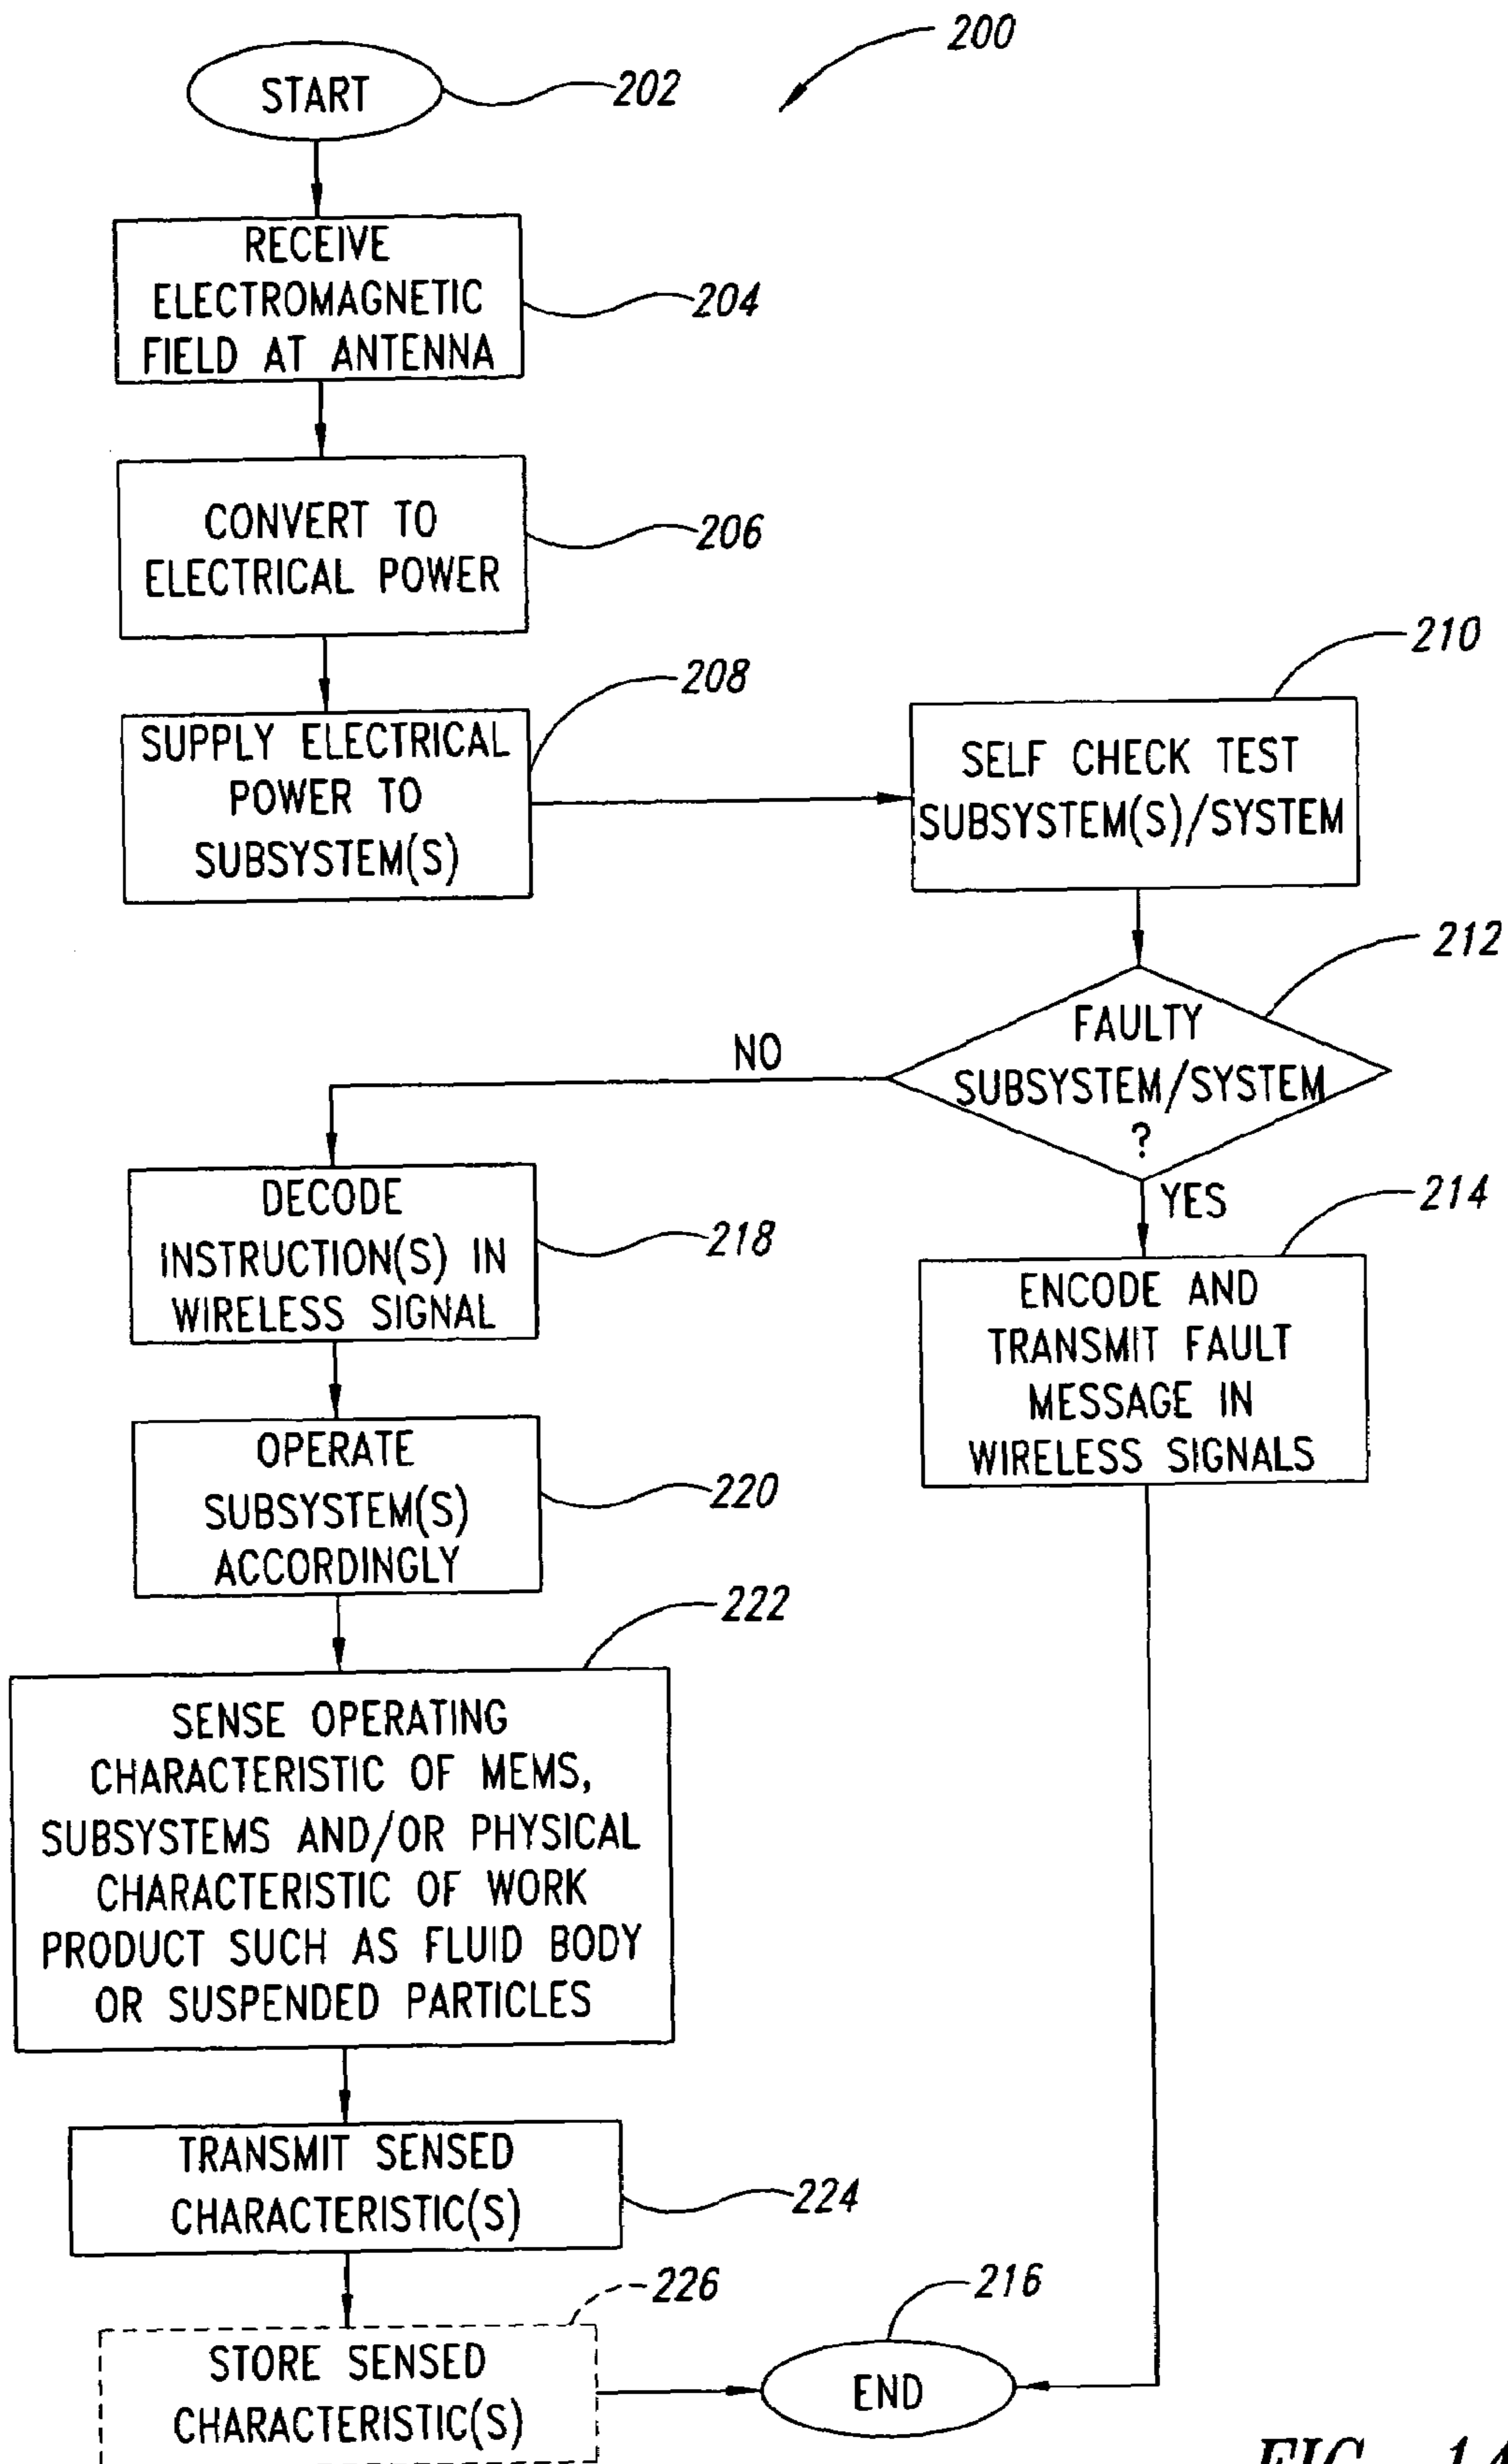 200
START
202
RECEIVE
ELECTROMAGNETIC
FIELD AT ANTENNA
204
CONVERT TO
ELECTRICAL POWER
206
SUPPLY ELECTRICAL
POWER TO
SUBSYSTEM(S)
208
210
SELF CHECK TEST
SUBSYSTEM(S)/SYSTEM
212
FAULTY
SUBSYSTEM/SYSTEM
?
NO
YES
214
ENCODE AND
TRANSMIT FAULT
MESSAGE IN
WIRELESS SIGNALS
DECODE
INSTRUCTION(S) IN
WIRELESS SIGNAL
218
OPERATE
SUBSYSTEM(S)
ACCORDINGLY
220
222
SENSE OPERATING
CHARACTERISTIC OF MEMS,
SUBSYSTEMS AND/OR PHYSICAL
CHARACTERISTIC OF WORK
PRODUCT SUCH AS FLUID BODY
OR SUSPENDED PARTICLES
TRANSMIT SENSED
CHARACTERISTIC(S)
224
226
STORE SENSED
CHARACTERISTIC(S)
216
END
FIG. 14